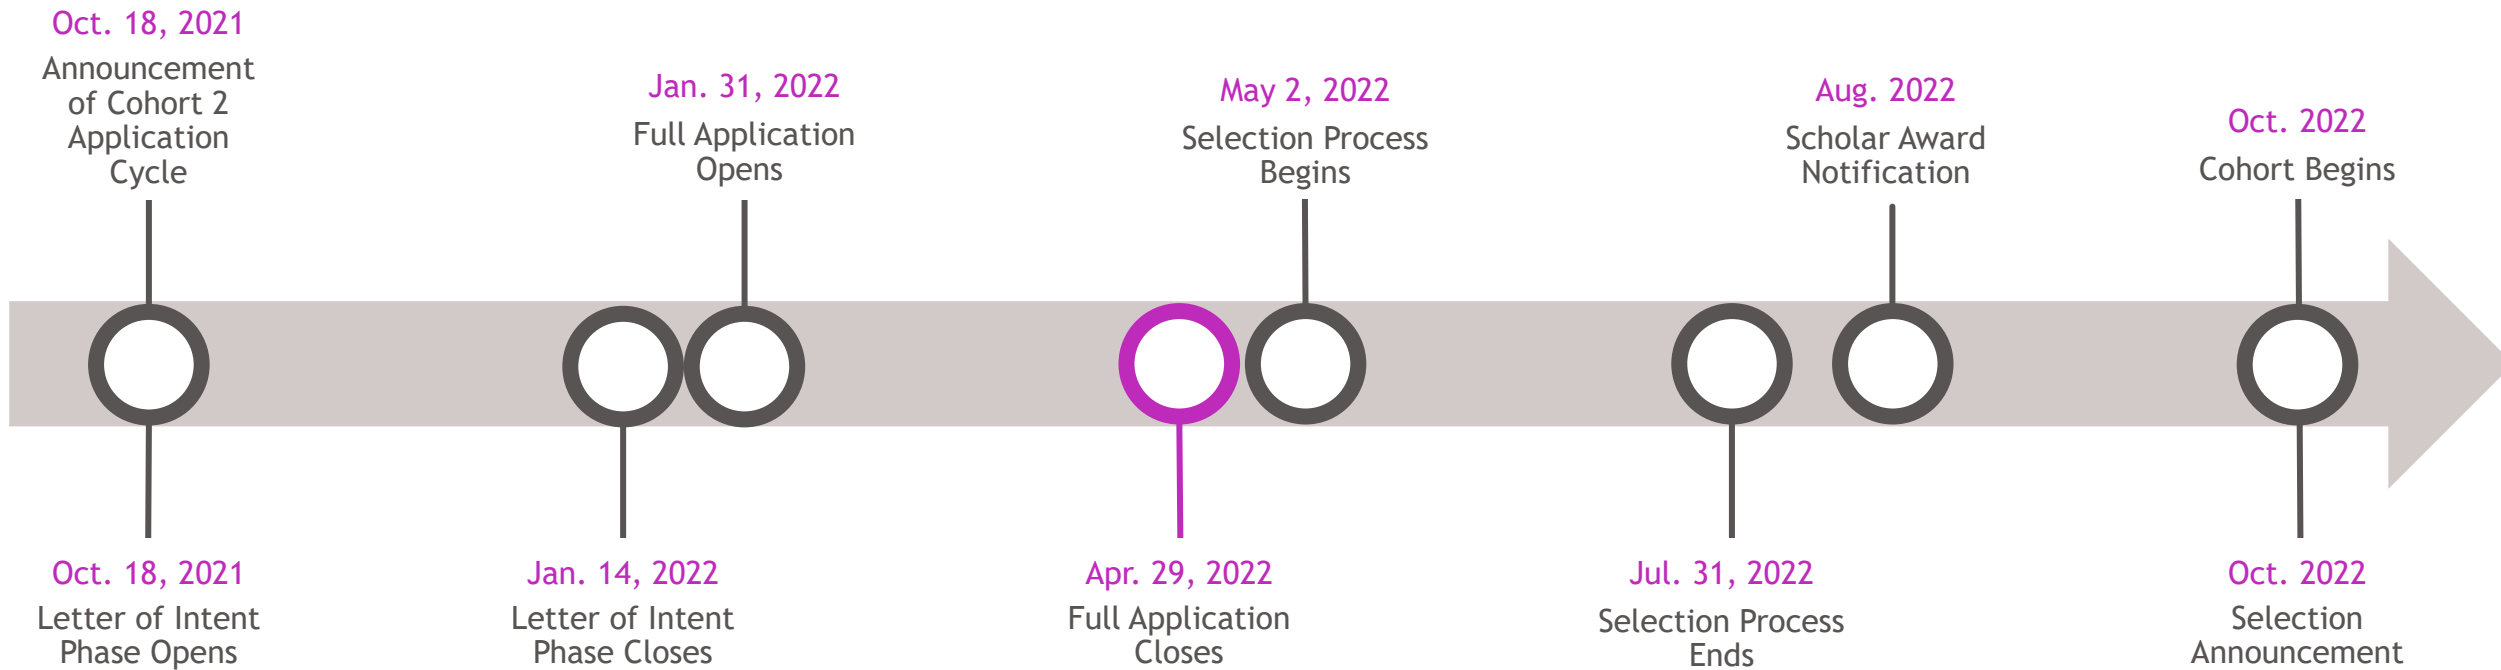 Oct. 18, 2021
Announcement
of Cohort 2
Application
Cycle
Jan. 31, 2022
Full Application
Opens
May 2, 2022
Selection Process
Begins
Aug. 2022
Scholar Award
Notification
Oct. 2022
Cohort Begins
Oct. 18, 2021
Letter of Intent
Phase Opens
Jan. 14, 2022
Letter of Intent
Phase Closes
Apr. 29, 2022
Full Application
Closes
Jul. 31, 2022
Selection Process
Ends
Oct. 2022
Selection
Announcement